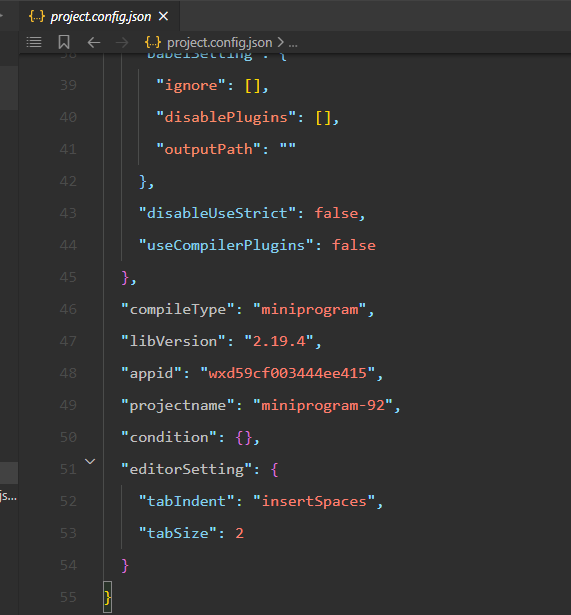 {..} project.config.json ×
{..} project.config.json > ...
"babelSetting": {
39 "ignore": [],
40 "disablePlugins": [],
41 "outputPath": ""
42 },
43 "disableUseStrict": false,
44 "useCompilerPlugins": false
45 },
46 "compileType": "miniprogram",
47 "libVersion": "2.19.4",
48 "appid": "wxd59cf003444ee415",
49 "projectname": "miniprogram-92",
50 "condition": {},
51 "editorSetting": {
js... 52 "tabIndent": "insertSpaces",
53 "tabSize": 2
54 }
55 }